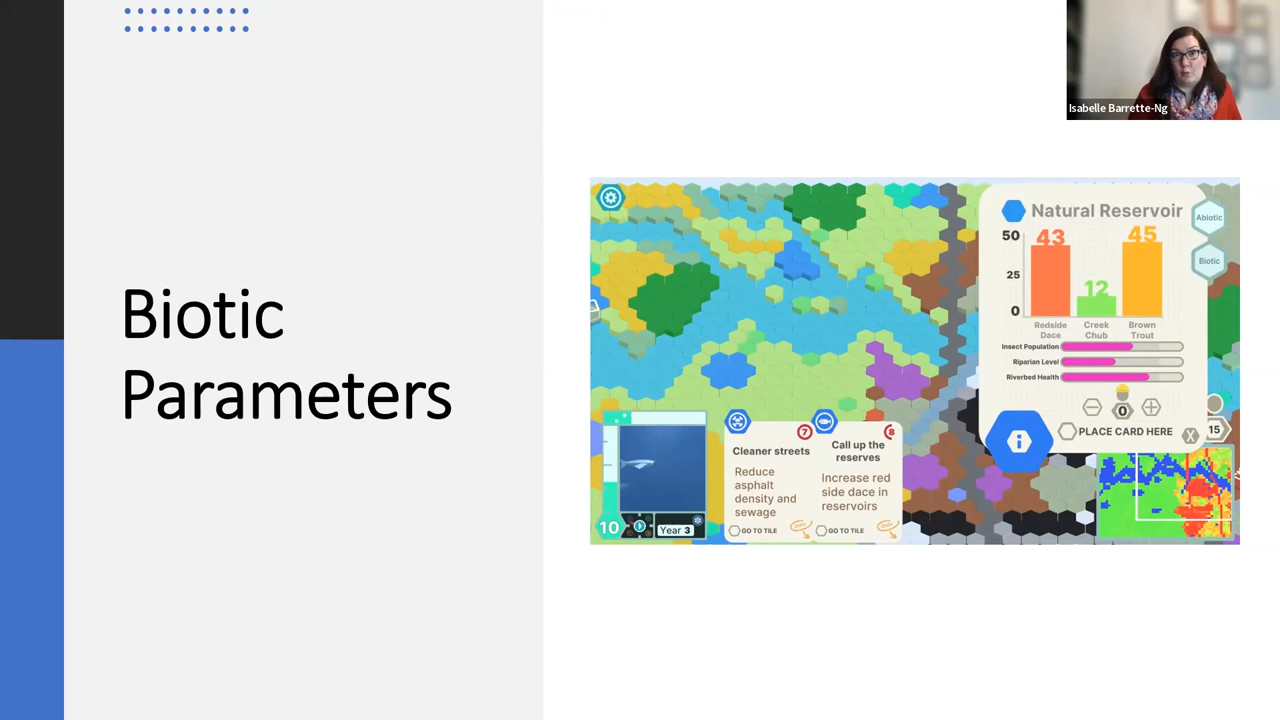 Isabelle Barrette-Ng
Biotic
Parameters
Natural Reservoir
Abiotic
Biotic
50
25
0
43
12
45
Redside
Dace
Creek
Chub
Brown
Trout
Insect Population
Riparian Level
Riverbed Health
0
PLACE CARD HERE
X
15
i
7
Cleaner streets
Reduce
asphalt
density and
sewage
GO TO TILE
8
Call up the
reserves
Increase red
side dace in
reservoirs
GO TO TILE
10
Year 3